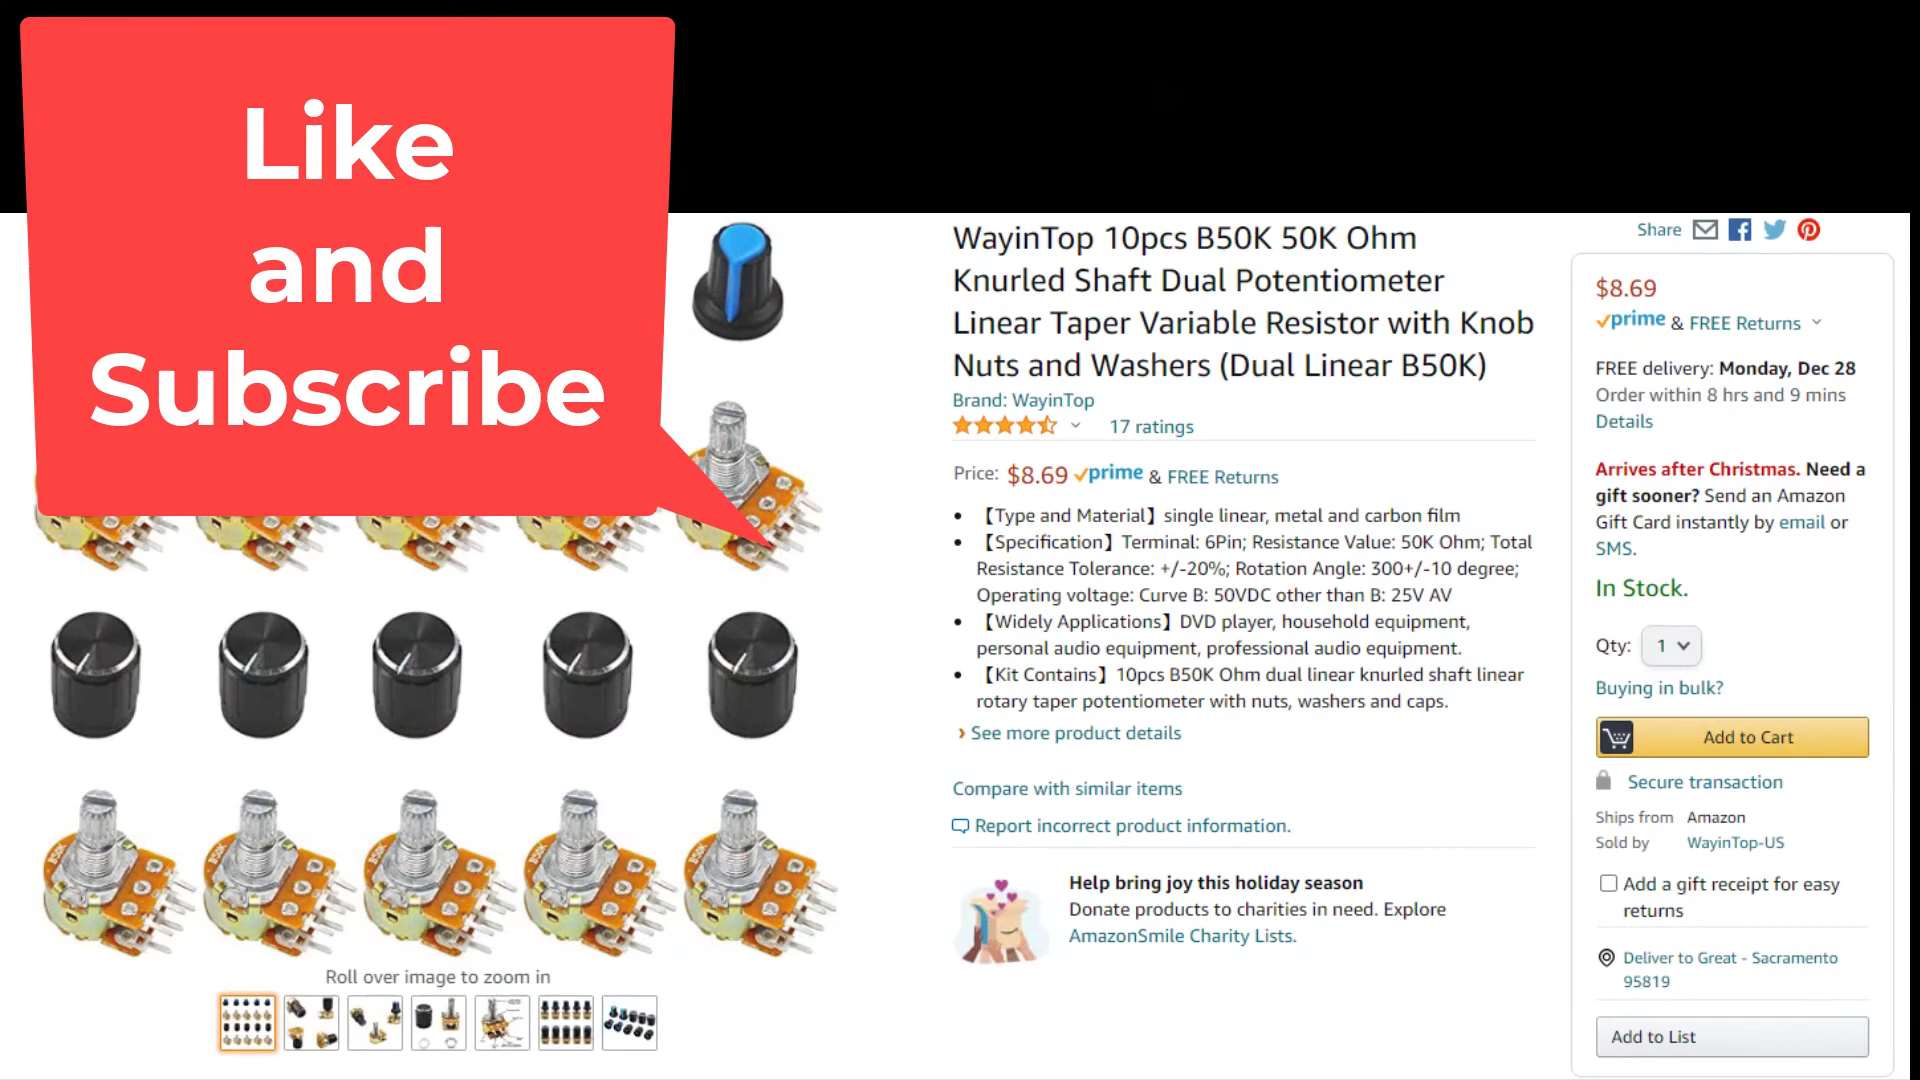 Like
and
Subscribe
WayinTop 10pcs B50K 50K Ohm
Knurled Shaft Dual Potentiometer
Linear Taper Variable Resistor with Knob
Nuts and Washers (Dual Linear B50K)
Brand: WayinTop
17 ratings
Price: $8.69 prime & FREE Returns
• 【Type and Material】single linear, metal and carbon film
• 【Specification】Terminal: 6Pin; Resistance Value: 50K Ohm; Total
Resistance Tolerance: +/-20%; Rotation Angle: 300+/-10 degree;
Operating voltage: Curve B: 50VDC other than B: 25V AV
• 【Widely Applications】DVD player, household equipment,
personal audio equipment, professional audio equipment.
• 【Kit Contains】10pcs B50K Ohm dual linear knurled shaft linear
rotary taper potentiometer with nuts, washers and caps.
› See more product details
Compare with similar items
Report incorrect product information.
Help bring joy this holiday season
Donate products to charities in need. Explore
AmazonSmile Charity Lists.
Roll over image to zoom in
B50K
B50K
B50K
B50K
B50K
Share
$8.69
prime & FREE Returns
FREE delivery: Monday, Dec 28
Order within 8 hrs and 9 mins
Details
Arrives after Christmas. Need a
gift sooner? Send an Amazon
Gift Card instantly by email or
SMS.
In Stock.
Qty: 1
Buying in bulk?
Add to Cart
Secure transaction
Ships from Amazon
Sold by WayinTop-US
Add a gift receipt for easy
returns
Deliver to Great - Sacramento
95819
Add to List